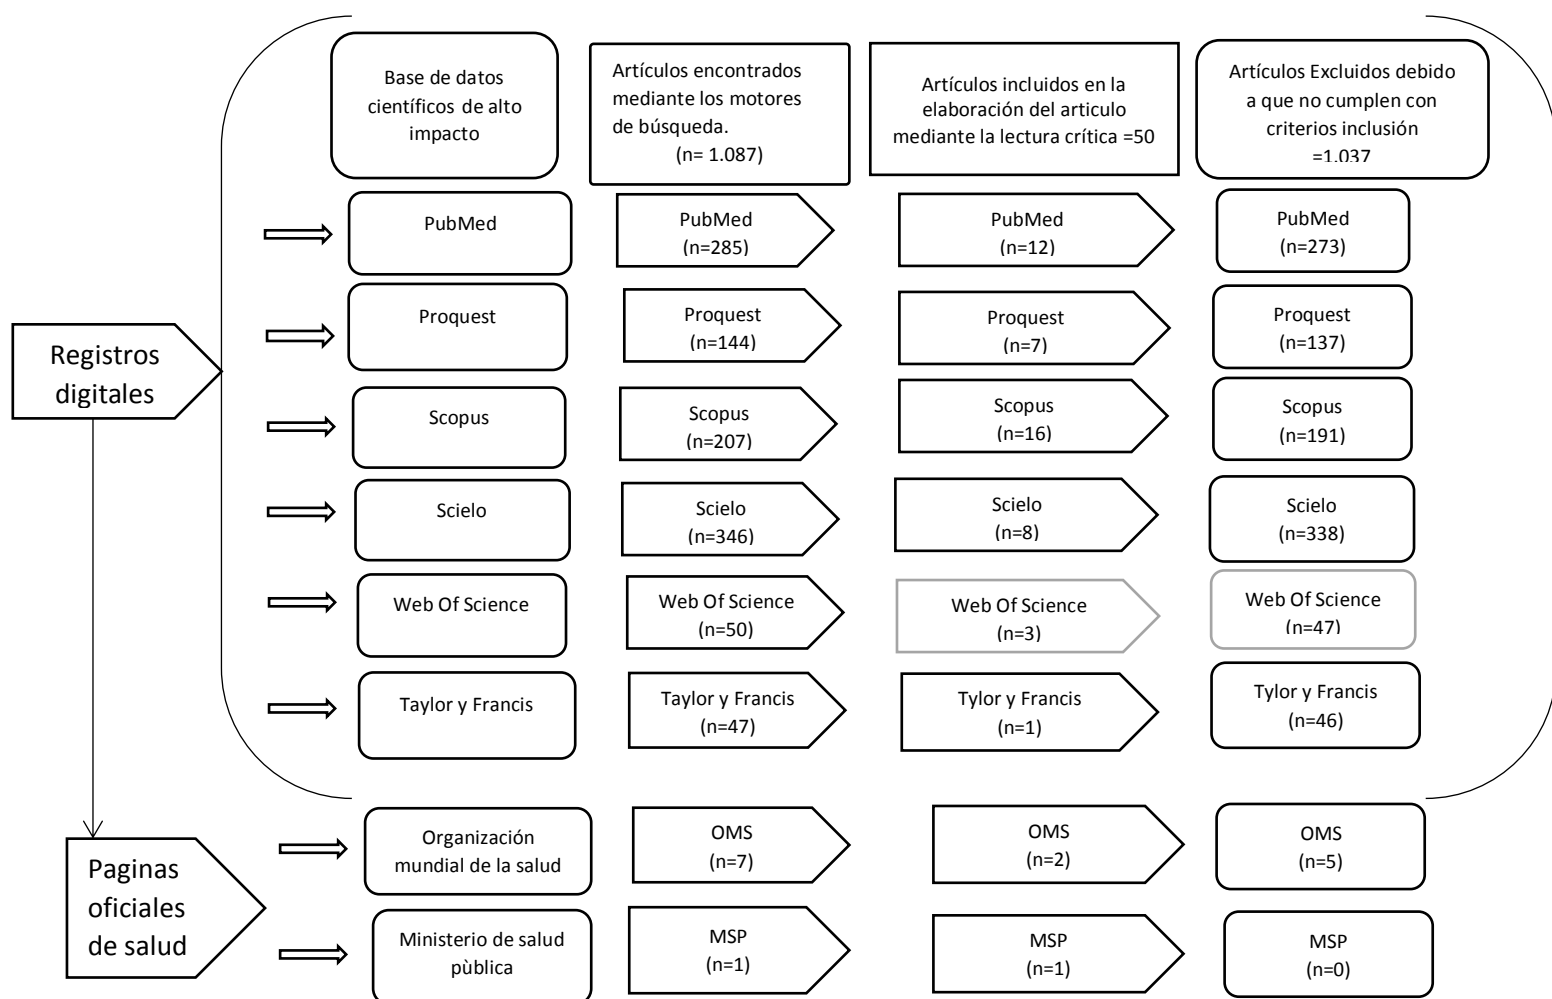 Base de datos
científicos de alto
impacto
Artículos encontrados
mediante los motores
de búsqueda.
(n= 1.087)
Artículos incluidos en la
elaboración del articulo
mediante la lectura crítica =50
Artículos Excluidos debido
a que no cumplen con
criterios inclusión
=1.037
PubMed
PubMed
(n=285)
PubMed
(n=12)
PubMed
(n=273)
Registros
digitales
Proquest
Proquest
(n=144)
Proquest
(n=7)
Proquest
(n=137)
Scopus
Scopus
(n=207)
Scopus
(n=16)
Scopus
(n=191)
Scielo
Scielo
(n=346)
Scielo
(n=8)
Scielo
(n=338)
Web Of Science
Web Of Science
(n=50)
Web Of Science
(n=3)
Web Of Science
(n=47)
Taylor y Francis
Taylor y Francis
(n=47)
Tylor y Francis
(n=1)
Tylor y Francis
(n=46)
Paginas
oficiales
de salud
Organización
mundial de la salud
OMS
(n=7)
OMS
(n=2)
OMS
(n=5)
Ministerio de salud
pùblica
MSP
(n=1)
MSP
(n=1)
MSP
(n=0)